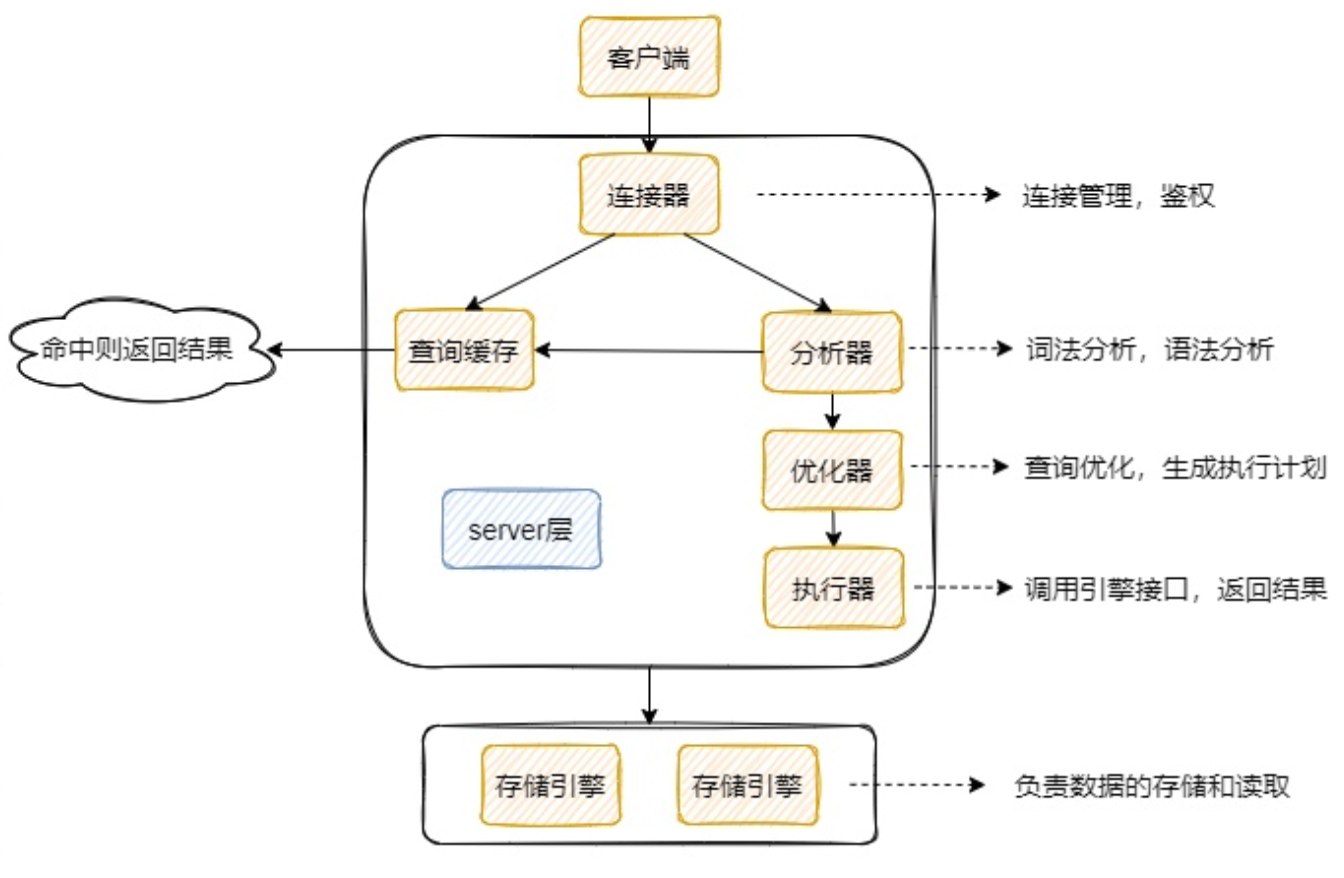 客户端
连接器
连接管理，鉴权
命中则返回结果
查询缓存
分析器
词法分析，语法分析
优化器
查询优化，生成执行计划
server层
执行器
调用引擎接口，返回结果
存储引擎
存储引擎
负责数据的存储和读取